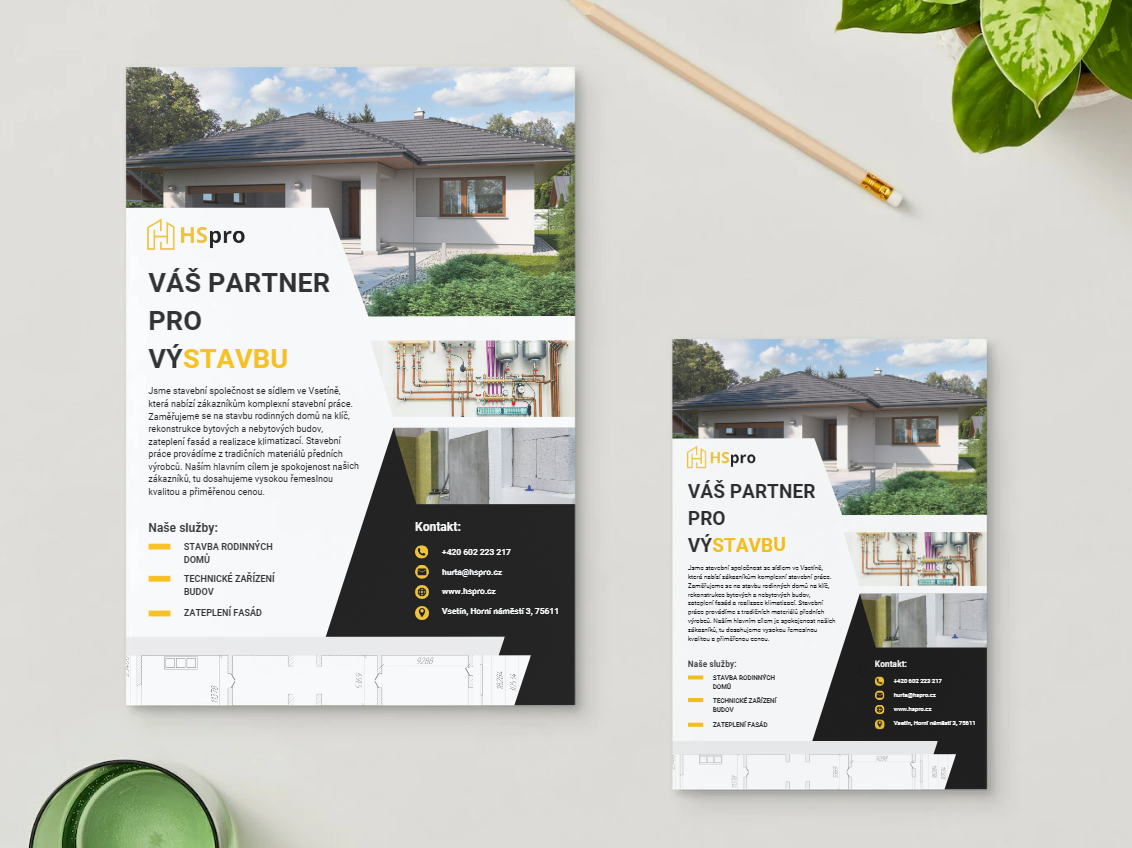 HSpro
VÁŠ PARTNER
PRO
VÝSTAVBU
Jsme stavební společnost se sídlem ve Vsetíně,
která nabízí zákazníkům komplexní stavební práce.
Zaměřujeme se na stavbu rodinných domů na klíč,
rekonstrukce bytových a nebytových budov,
zateplení fasád a realizace klimatizací. Stavební
práce provádíme z tradičních materiálů předních
výrobců. Naším hlavním cílem je spokojenost našich
zákazníků, tu dosahujeme vysokou řemeslnou
kvalitou a přiměřenou cenou.
Naše služby:
STAVBA RODINNÝCH
DOMŮ
TECHNICKÉ ZAŘÍZENÍ
BUDOV
ZATEPLENÍ FASÁD
Kontakt:
+420 602 223 217
hurta@hspro.cz
www.hspro.cz
Vsetín, Horní náměstí 3, 75611
11378
5369
9288
18284
10534
HSpro
VÁŠ PARTNER
PRO
VÝSTAVBU
Jsme stavební společnost se sídlem ve Vsetíně,
která nabízí zákazníkům komplexní stavební práce.
Zaměřujeme se na stavbu rodinných domů na klíč,
rekonstrukce bytových a nebytových budov,
zateplení fasád a realizace klimatizací. Stavební
práce provádíme z tradičních materiálů předních
výrobců. Naším hlavním cílem je spokojenost našich
zákazníků, tu dosahujeme vysokou řemeslnou
kvalitou a přiměřenou cenou.
Naše služby:
STAVBA RODINNÝCH
DOMŮ
TECHNICKÉ ZAŘÍZENÍ
BUDOV
ZATEPLENÍ FASÁD
Kontakt:
+420 602 223 217
hurta@hspro.cz
www.hspro.cz
Vsetín, Horní náměstí 3, 75611
9288